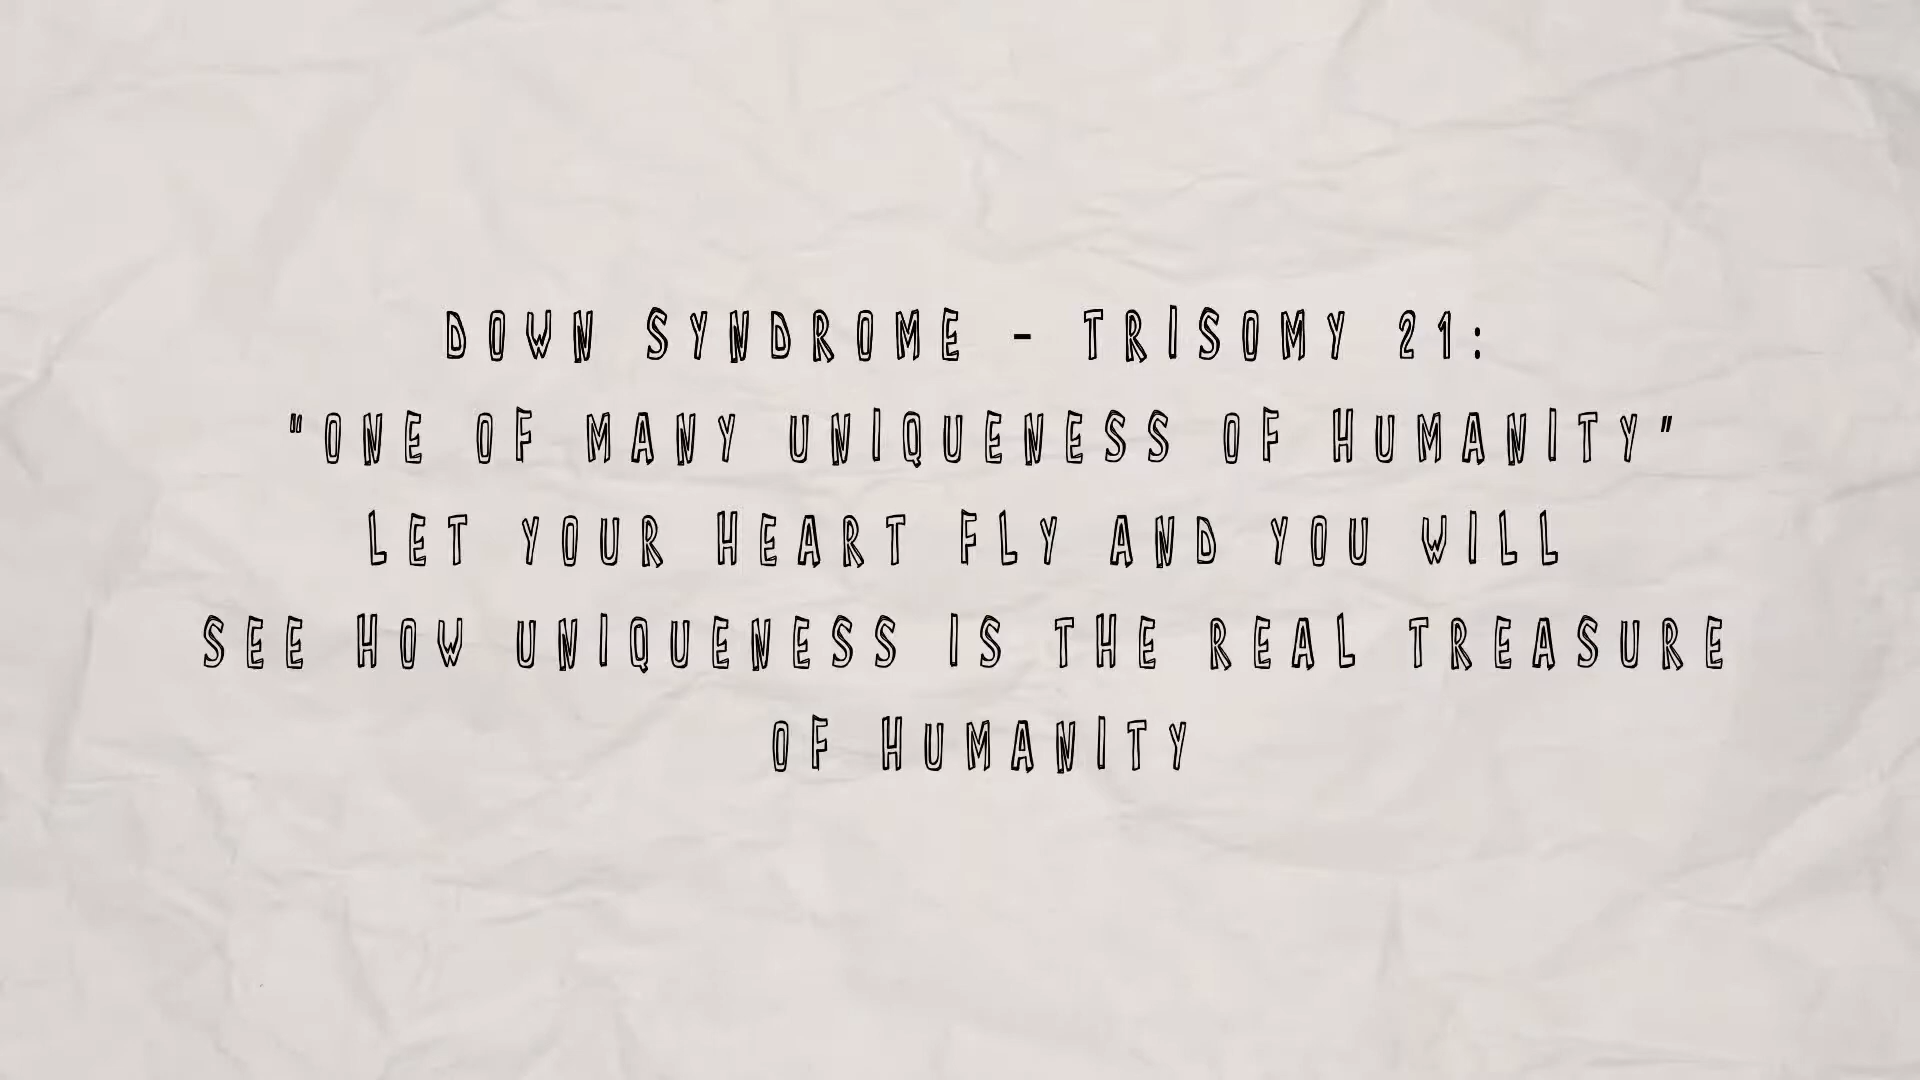 DOWN SYNDROME - TRISOMY 21:
"ONE OF MANY UNIQUENESS OF HUMANITY"
LET YOUR HEART FLY AND YOU WILL
SEE HOW UNIQUENESS IS THE REAL TREASURE
OF HUMANITY